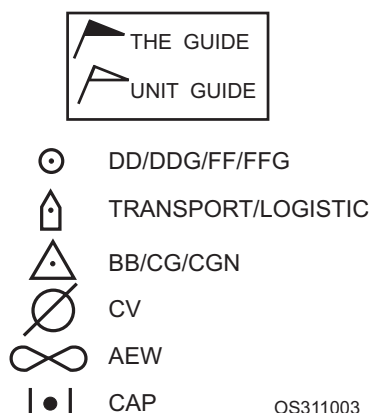 THE GUIDE
UNIT GUIDE
DD/DDG/FF/FFG
TRANSPORT/LOGISTIC
BB/CG/CGN
CV
AEW
CAP
OS311003